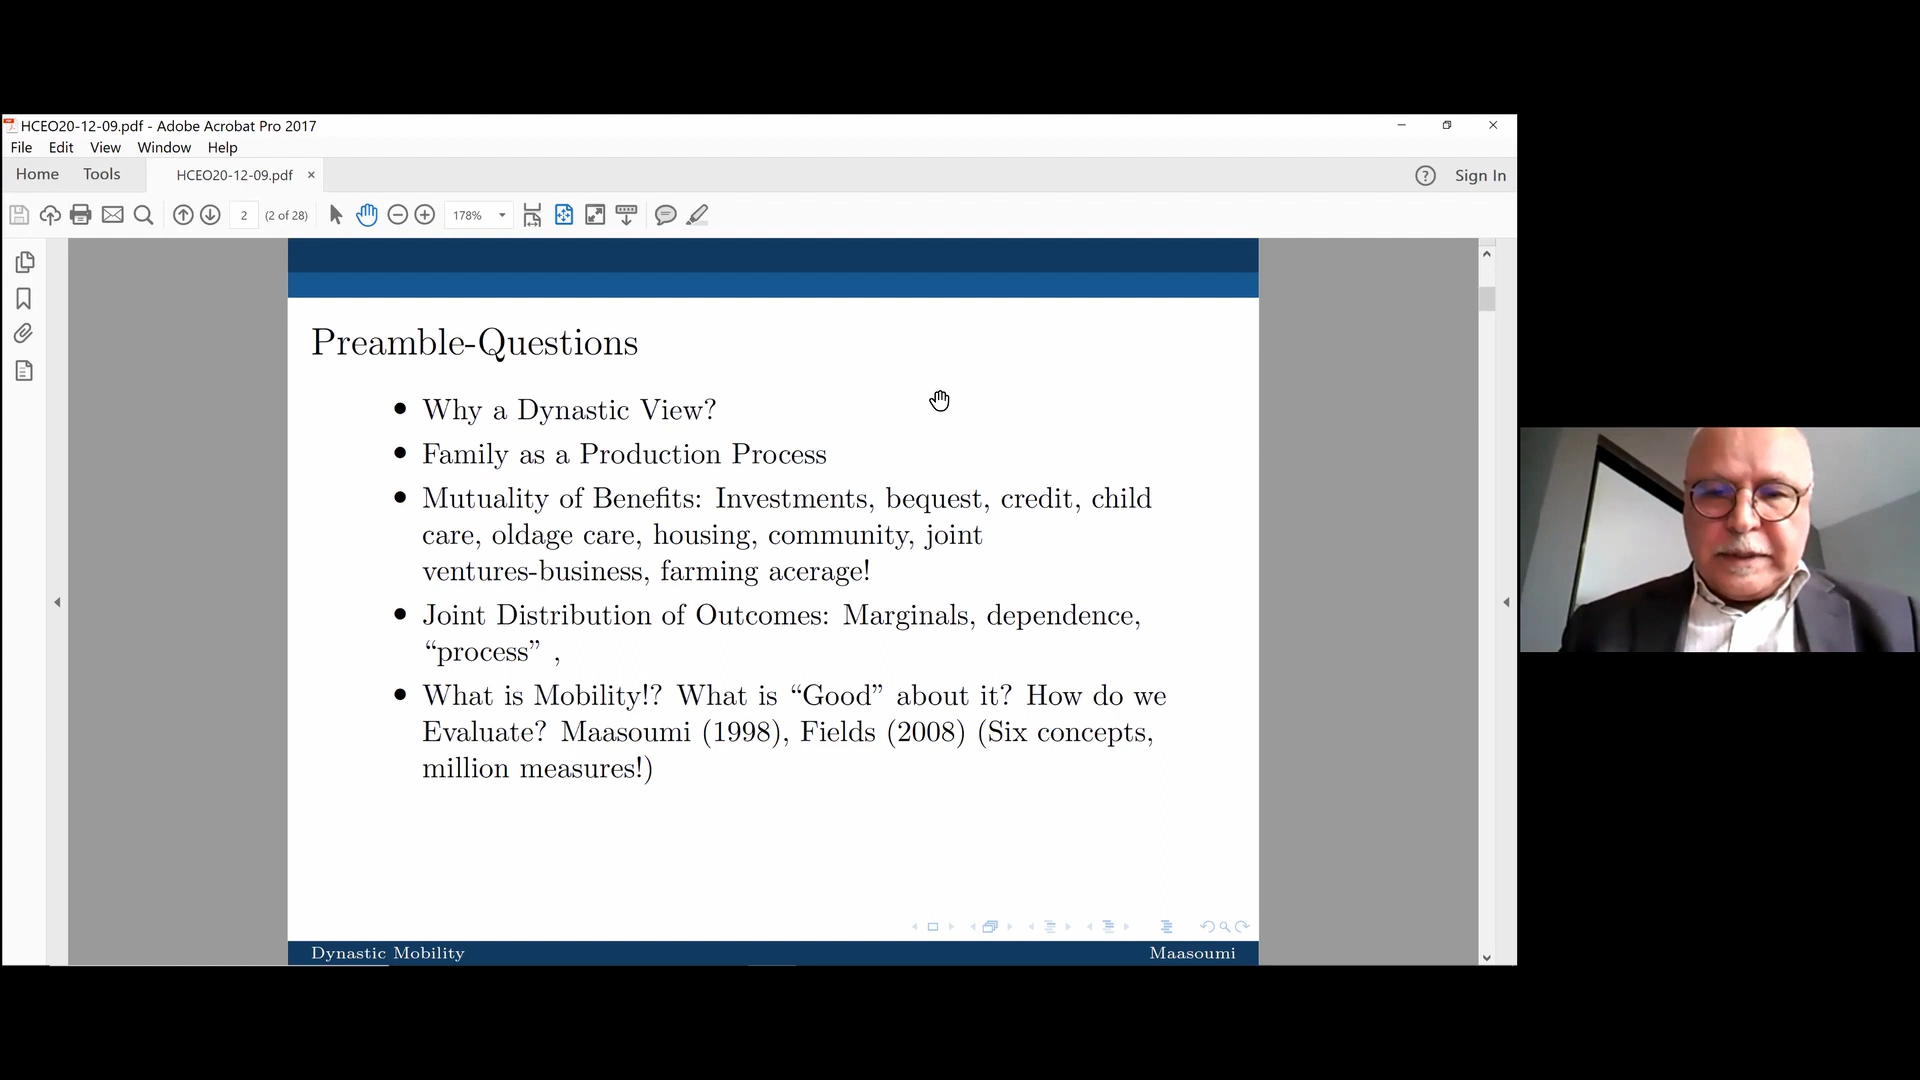 HCEO20-12-09.pdf - Adobe Acrobat Pro 2017
File Edit View Window Help
Home Tools HCEO20-12-09.pdf × Sign In
2 (2 of 28) 178%
Preamble-Questions
• Why a Dynastic View?
• Family as a Production Process
• Mutuality of Benefits: Investments, bequest, credit, child
care, oldage care, housing, community, joint
ventures-business, farming acerage!
• Joint Distribution of Outcomes: Marginals, dependence,
“process” ,
• What is Mobility!? What is “Good” about it? How do we
Evaluate? Maasoumi (1998), Fields (2008) (Six concepts,
million measures!)
Dynastic Mobility Maasoumi